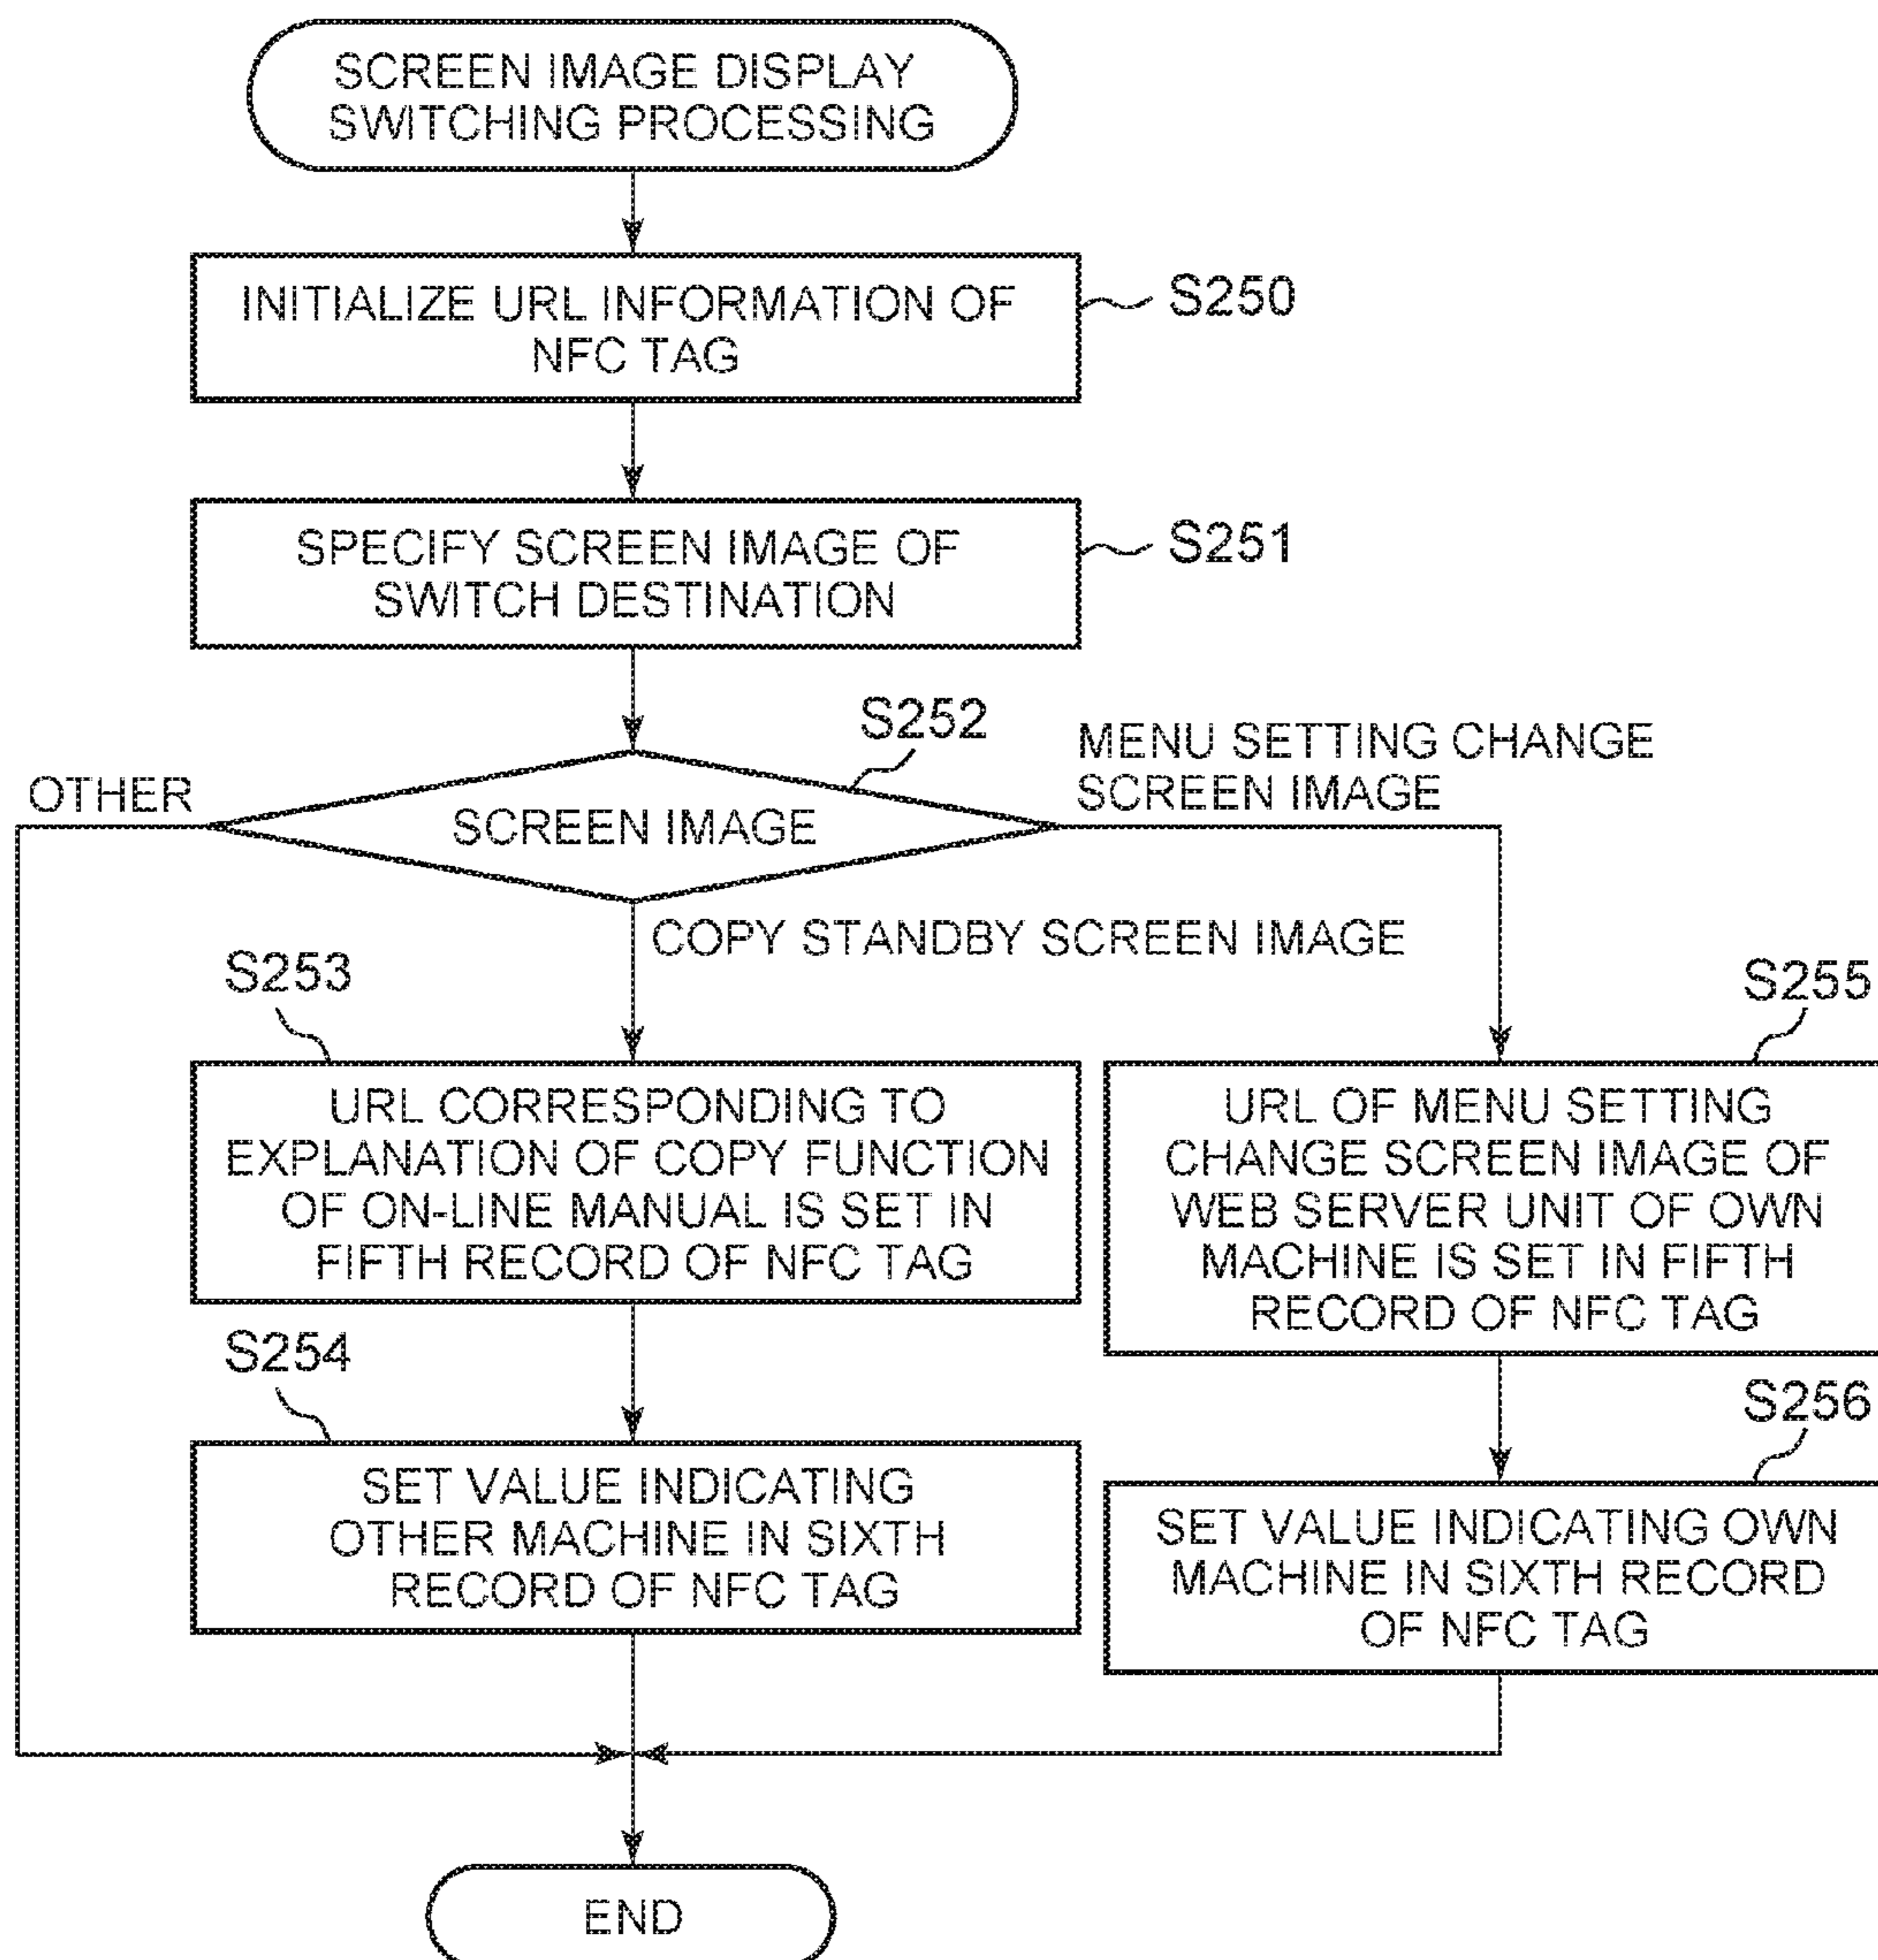 SCREEN IMAGE DISPLAY
SWITCHING PROCESSING
INITIALIZE URL INFORMATION OF
NFC TAG
S250
SPECIFY SCREEN IMAGE OF
SWITCH DESTINATION
S251
S252
SCREEN IMAGE
OTHER
MENU SETTING CHANGE
SCREEN IMAGE
COPY STANDBY SCREEN IMAGE
S253
URL CORRESPONDING TO
EXPLANATION OF COPY FUNCTION
OF ON-LINE MANUAL IS SET IN
FIFTH RECORD OF NFC TAG
S254
SET VALUE INDICATING
OTHER MACHINE IN SIXTH
RECORD OF NFC TAG
S255
URL OF MENU SETTING
CHANGE SCREEN IMAGE OF
WEB SERVER UNIT OF OWN
MACHINE IS SET IN FIFTH
RECORD OF NFC TAG
S256
SET VALUE INDICATING OWN
MACHINE IN SIXTH RECORD
OF NFC TAG
END